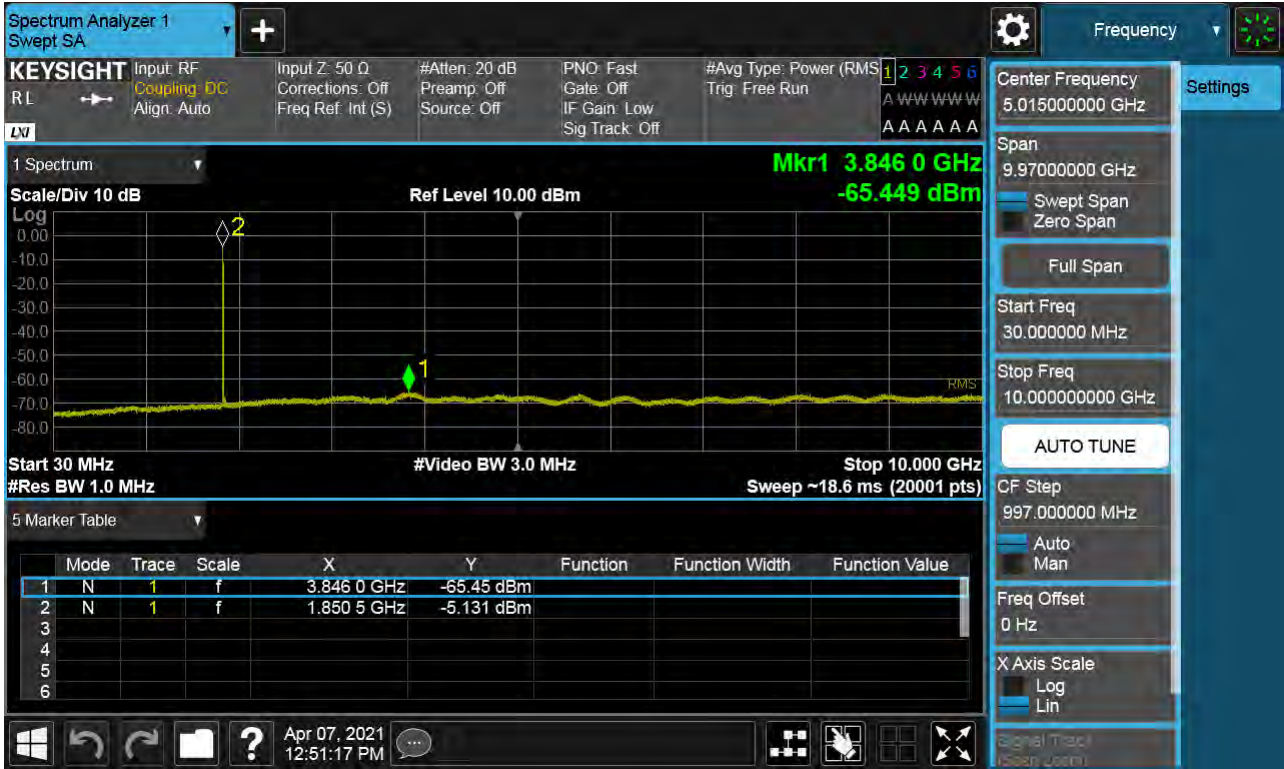 Spectrum Analyzer 1
Swept SA
+
Frequency
KEYSIGHT
RL
LXI
Input: RF
Coupling: DC
Align: Auto
Input Z: 50 Ω
Corrections: Off
Freq Ref: Int (S)
#Atten: 20 dB
Preamp: Off
Source: Off
PNO: Fast
Gate: Off
IF Gain: Low
Sig Track: Off
#Avg Type: Power (RMS
Trig: Free Run
1 2 3 4 5 6
A W W W W W
A A A A A A
1 Spectrum
Mkr1 3.846 0 GHz
-65.449 dBm
Scale/Div 10 dB
Ref Level 10.00 dBm
Log
0.00
-10.0
-20.0
-30.0
-40.0
-50.0
-60.0
-70.0
-80.0
2
1
RMS
Start 30 MHz
#Video BW 3.0 MHz
Stop 10.000 GHz
#Res BW 1.0 MHz
Sweep ~18.6 ms (20001 pts)
5 Marker Table
Mode Trace Scale X Y Function Function Width Function Value
1 N 1 f 3.846 0 GHz -65.45 dBm
2 N 1 f 1.850 5 GHz -5.131 dBm
3
4
5
6
Center Frequency
5.015000000 GHz
Settings
Span
9.97000000 GHz
Swept Span
Zero Span
Full Span
Start Freq
30.000000 MHz
Stop Freq
10.000000000 GHz
AUTO TUNE
CF Step
997.000000 MHz
Auto
Man
Freq Offset
0 Hz
X Axis Scale
Log
Lin
Signal Track
(Span Zoom)
?
Apr 07, 2021
12:51:17 PM